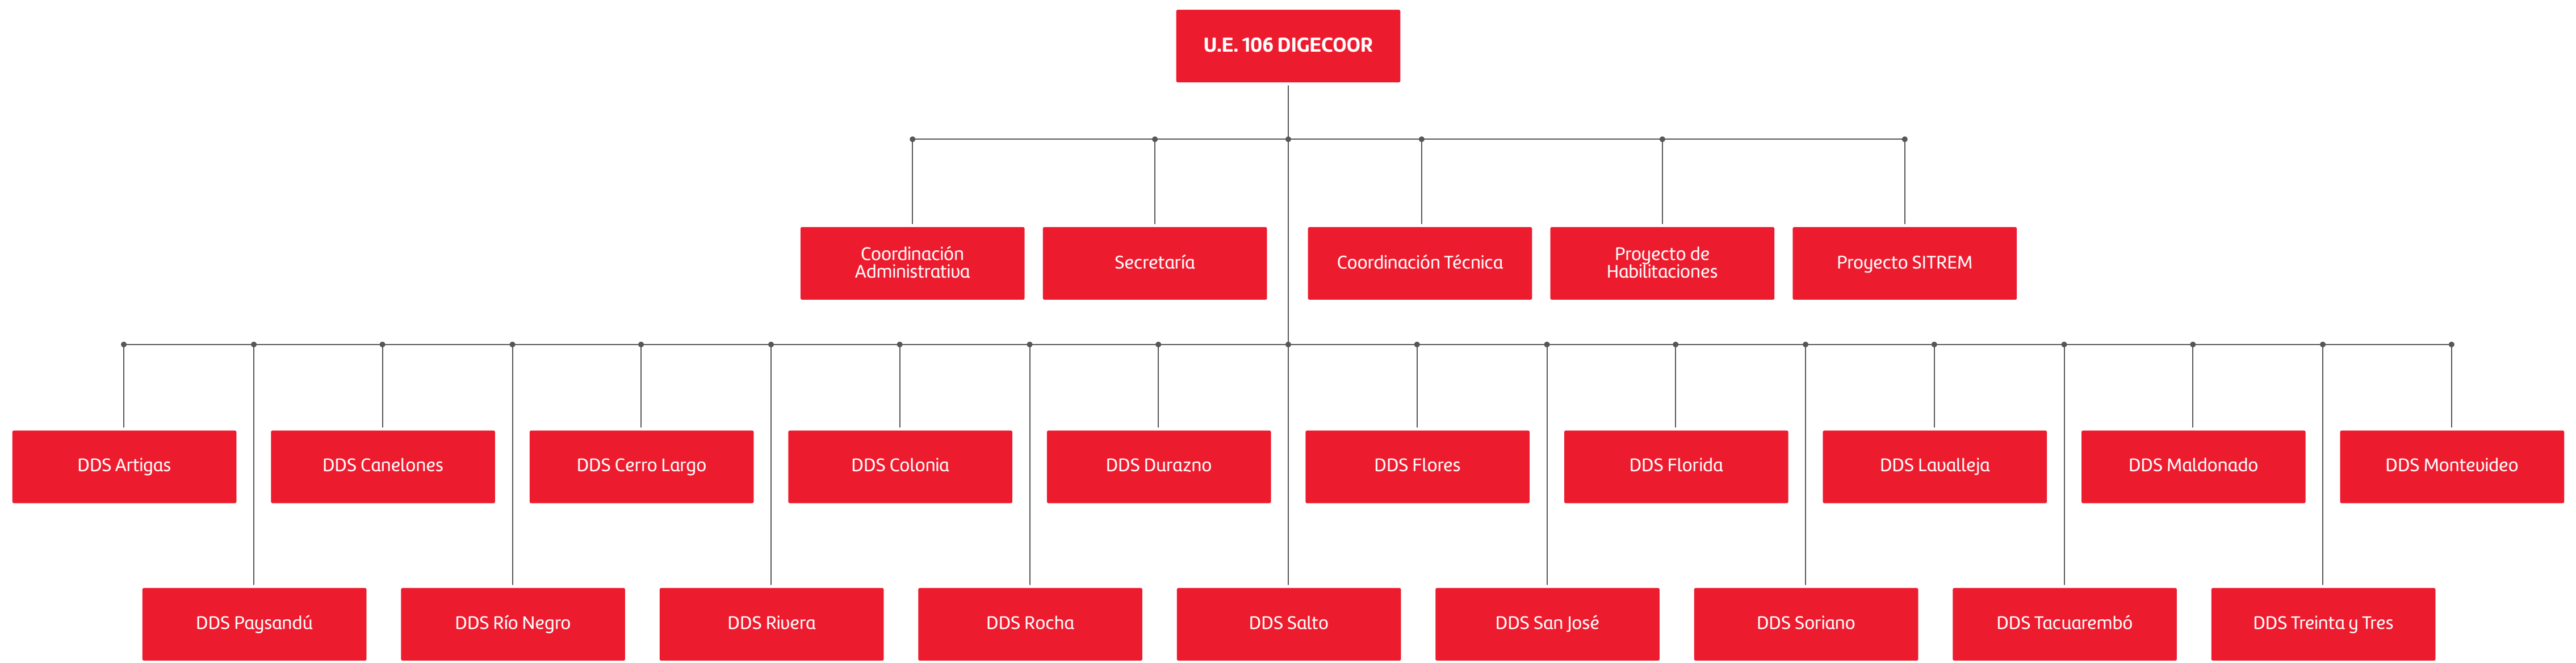 U.E. 106 DIGECOOR
Coordinación
Administrativa
Secretaría
Coordinación Técnica
Proyecto de
Habilitaciones
Proyecto SITREM
DDS Artigas
DDS Canelones
DDS Cerro Largo
DDS Colonia
DDS Durazno
DDS Flores
DDS Florida
DDS Lavalleja
DDS Maldonado
DDS Montevideo
DDS Paysandú
DDS Río Negro
DDS Rivera
DDS Rocha
DDS Salto
DDS San José
DDS Soriano
DDS Tacuarembó
DDS Treinta y Tres